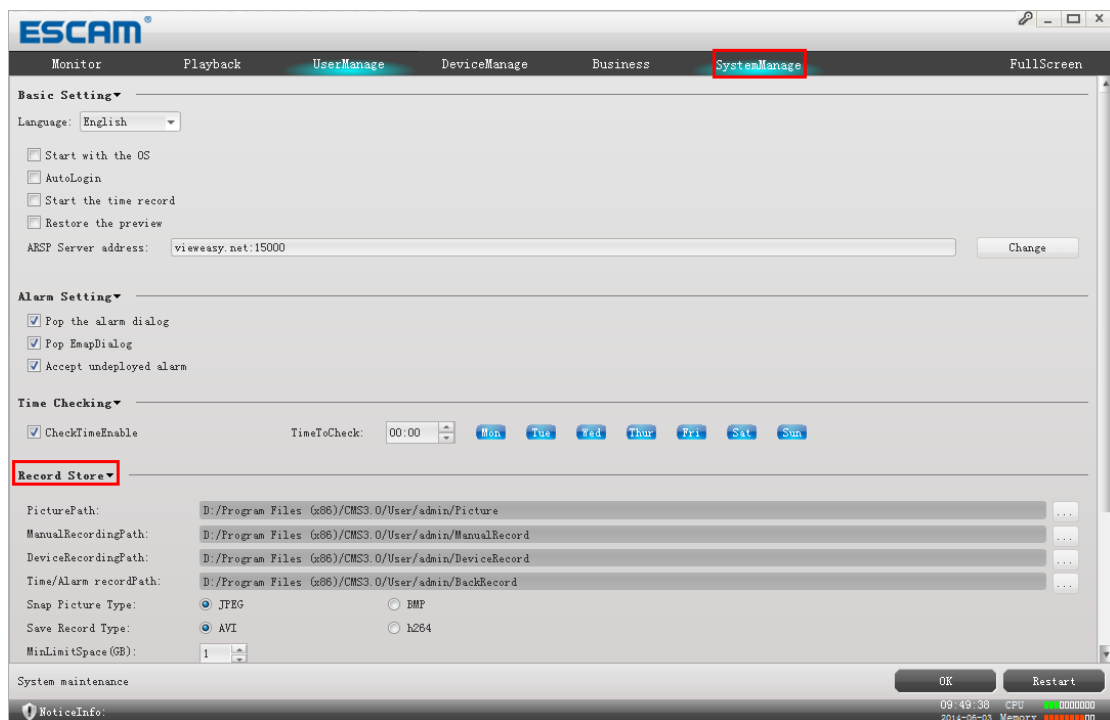 ESCAM®
Monitor Playback UserManage DeviceManage Business SystemManage FullScreen
Basic Setting
Language: English
Start with the OS
AutoLogin
Start the time record
Restore the preview
ARSP Server address: vieweasy.net:15000 Change
Alarm Setting
Pop the alarm dialog
Pop EmapDialog
Accept undeployed alarm
Time Checking
CheckTimeEnable TimeToCheck: 00:00 Mon Tue Wed Thur Fri Sat Sun
Record Store
PicturePath: D:/Program Files (x86)/CMS3.0/User/admin/Picture ...
ManualRecordingPath: D:/Program Files (x86)/CMS3.0/User/admin/ManualRecord ...
DeviceRecordingPath: D:/Program Files (x86)/CMS3.0/User/admin/DeviceRecord ...
Time/Alarm recordPath: D:/Program Files (x86)/CMS3.0/User/admin/BackRecord ...
Snap Picture Type: JPEG BMP
Save Record Type: AVI h264
MinLimitSpace(GB): 1
System maintenance OK Restart
NoticeInfo: 09:49:38 CPU
2014-06-03 Memory